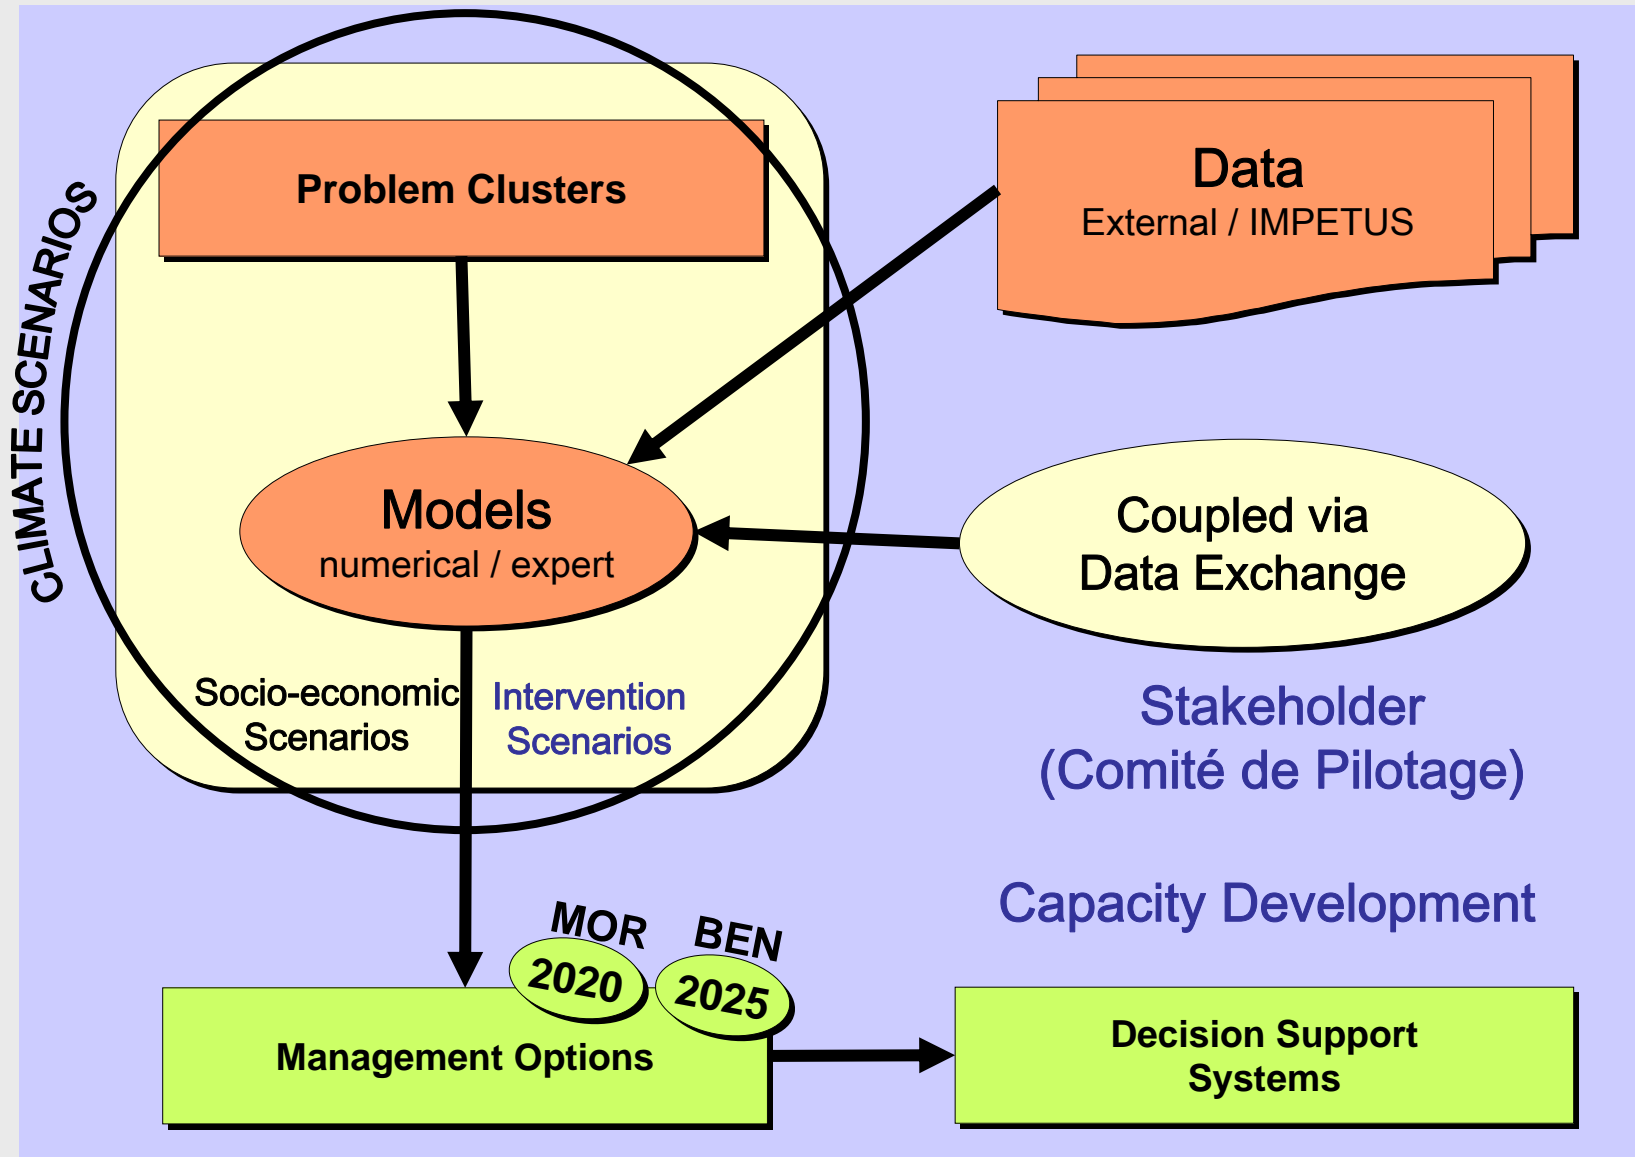 CLIMATE SCENARIOS
Problem Clusters
Data
External / IMPETUS
Models
numerical / expert
Coupled via
Data Exchange
Socio-economic
Scenarios
Intervention
Scenarios
Stakeholder
(Comité de Pilotage)
Capacity Development
MOR
2020
BEN
2025
Management Options
Decision Support
Systems